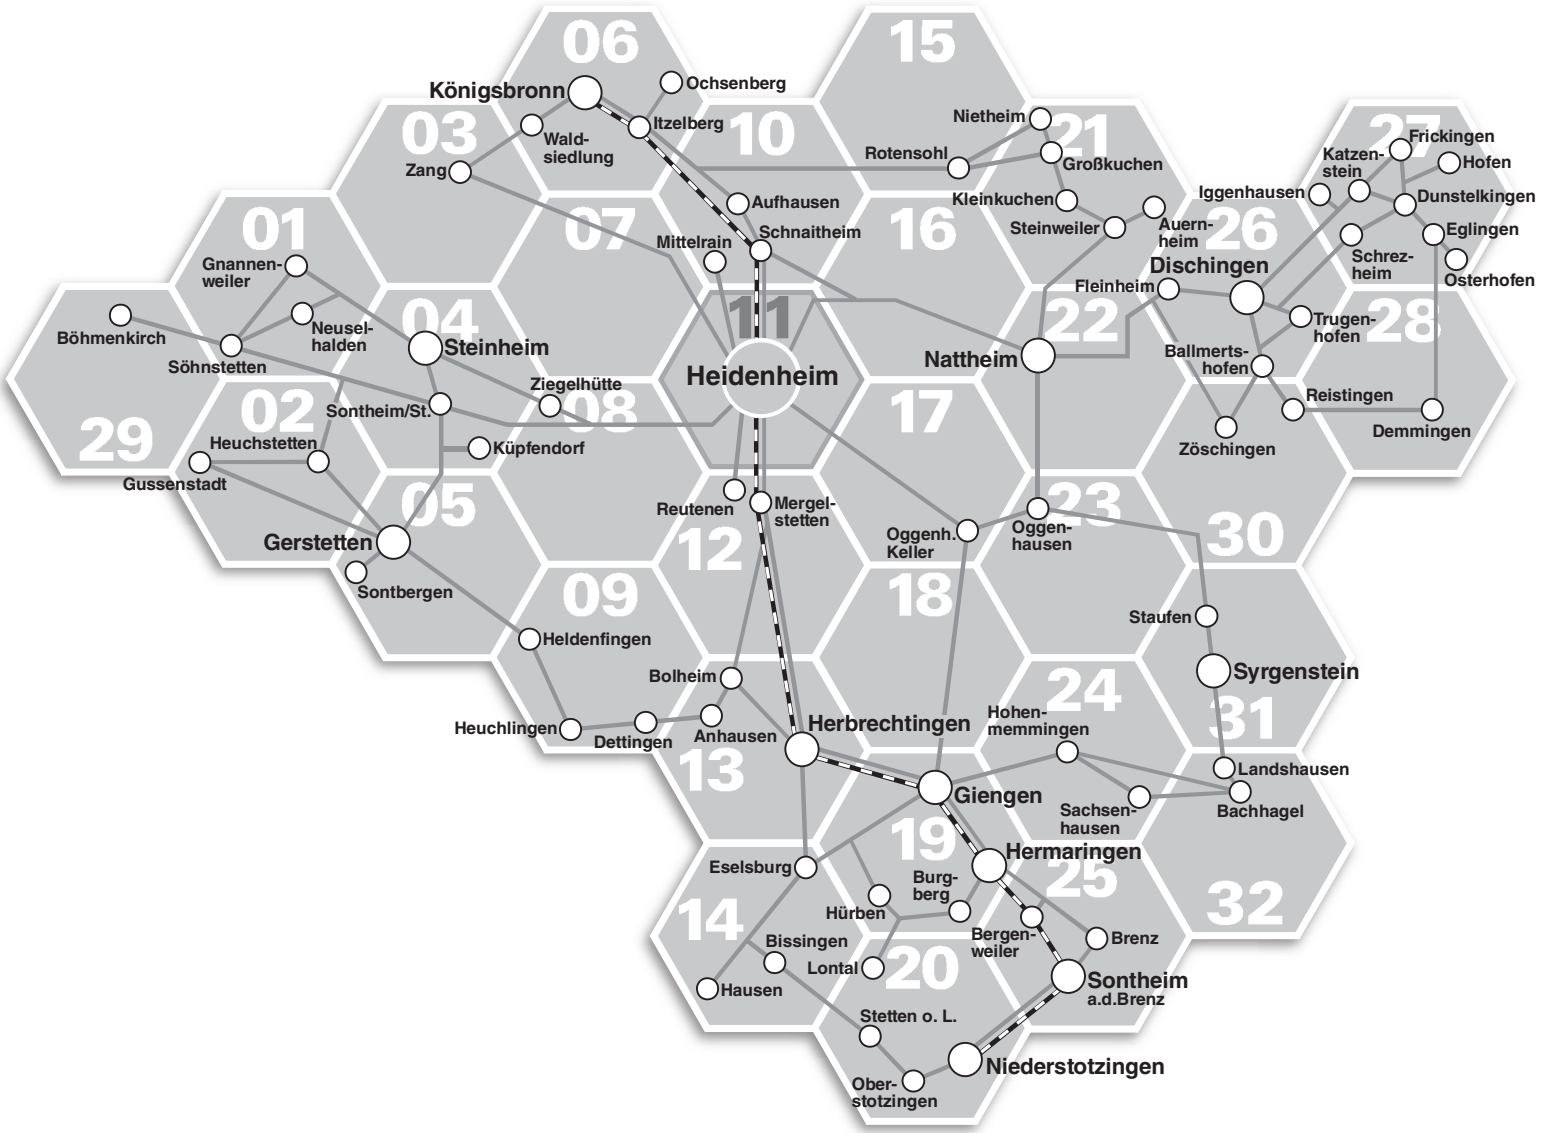 06
15
Königsbronn
Ochsenberg
03
Itzelberg
10
Wald-
siedlung
Zang
Nietheim
21
Rotensohl
Großkuchen
27
Frickingen
Katzen-
stein
Hofen
Iggenhausen
Dunstelkingen
Kleinkuchen
Steinweiler
Auern-
heim
26
Eglingen
Schrez-
heim
Osterhofen
01
07
Aufhausen
16
Mittelrain
Schnaitheim
Gnannen-
weiler
Dischingen
Fleinheim
Böhmenkirch
Neusel-
halden
Söhnstetten
04
Steinheim
11
Heidenheim
22
Nattheim
Trugen-
hofen
28
Ballmerts-
hofen
Ziegelhütte
Sontheim/St.
08
02
29
17
Reistingen
Demmingen
Zöschingen
Heuchstetten
Küpfendorf
Gussenstadt
05
Reutenen
Mergel-
stetten
12
Oggenh.
Keller
Oggen-
hausen
23
30
Gerstetten
Sontbergen
09
18
Staufen
Heldenfingen
Bolheim
Syrgenstein
24
31
Heuchlingen
Dettingen
Anhausen
Herbrechtingen
Hohen-
memmingen
13
Giengen
Landshausen
Sachsen-
hausen
Bachhagel
19
Hermaringen
Eselsburg
Burg-
berg
25
32
Hürben
14
Bergen-
weiler
Brenz
Bissingen
Lontal
20
Hausen
Sontheim
a.d.Brenz
Stetten o. L.
Niederstotzingen
Ober-
stotzingen